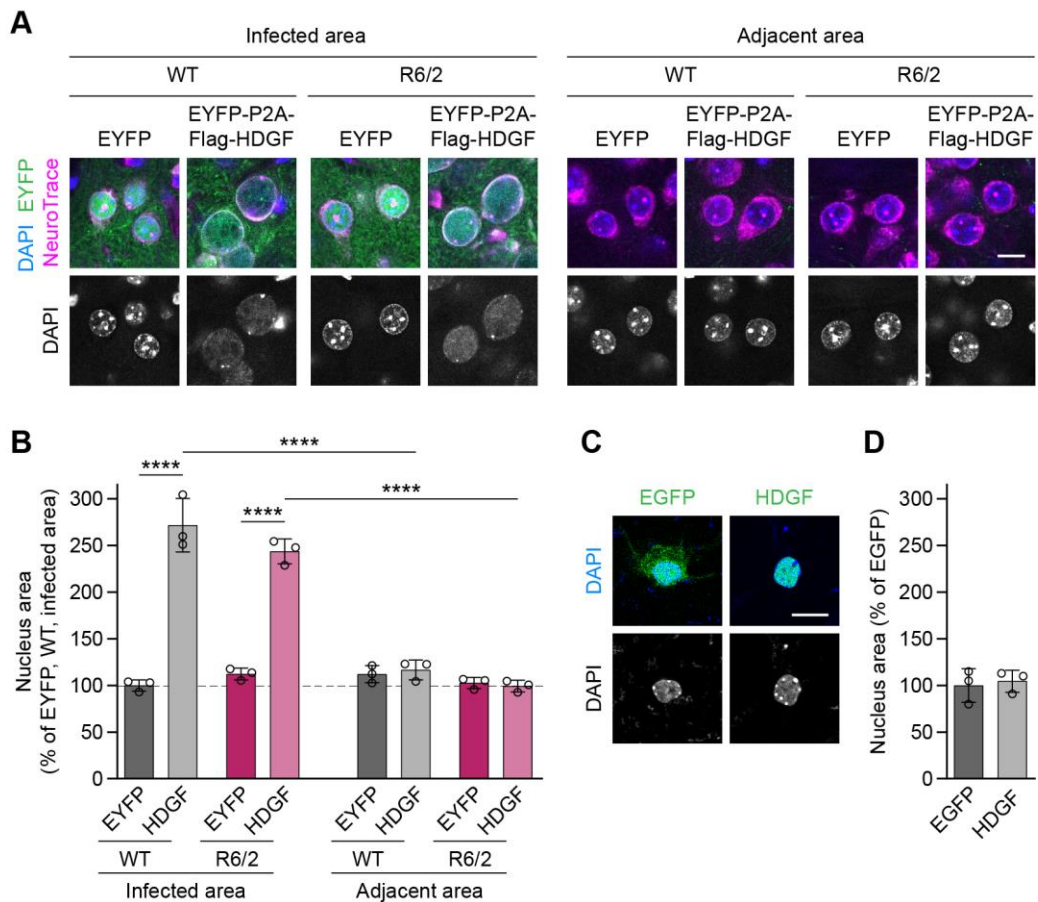 A
Infected area
Adjacent area
WT
R6/2
WT
R6/2
EYFP
EYFP-P2A-
Flag-HDGF
EYFP
EYFP-P2A-
Flag-HDGF
EYFP
EYFP-P2A-
Flag-HDGF
EYFP
EYFP-P2A-
Flag-HDGF
DAPI EYFP
NeuroTrace
DAPI
B
****
****
****
****
Nucleus area
(% of EYFP, WT, infected area)
300
250
200
150
100
50
0
EYFP
HDGF
EYFP
HDGF
EYFP
HDGF
EYFP
HDGF
WT
R6/2
WT
R6/2
Infected area
Adjacent area
C
EGFP
HDGF
DAPI
DAPI
D
Nucleus area (% of EGFP)
300
250
200
150
100
50
0
EGFP
HDGF